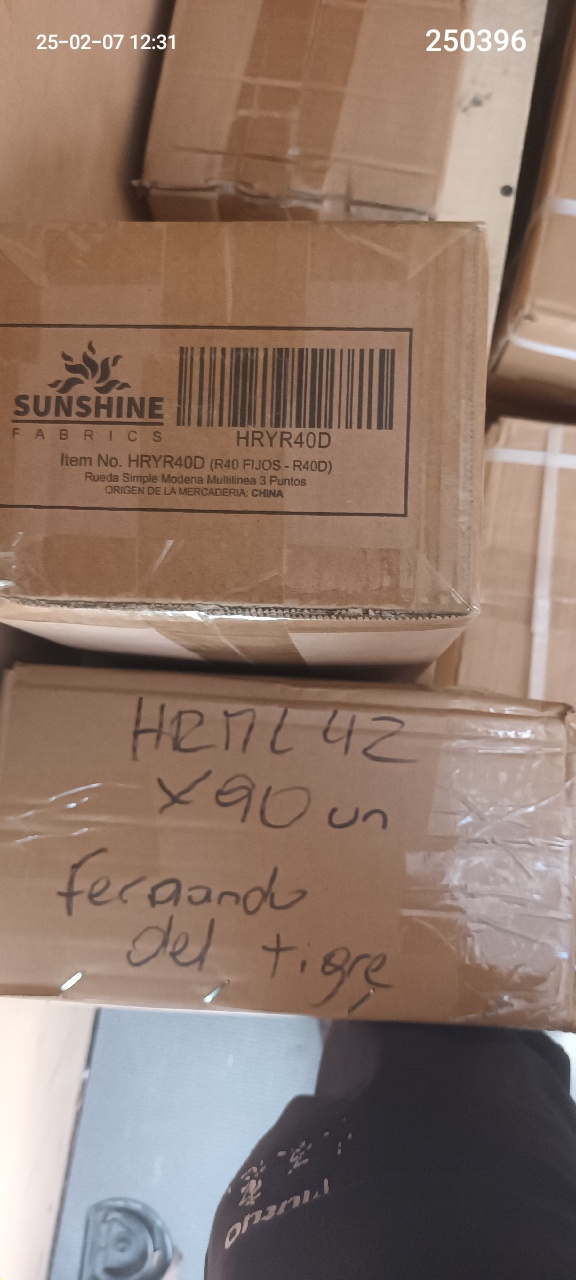 25-02-07 12:31
250396
SUNSHINE
FABRICS
HRYR40D
Item No. HRYR40D (R40 FIJOS - R40D)
Rueda Simple Modena Multilinea 3 Puntos
ORIGEN DE LA MERCADERIA: CHINA
HRML 42
x90 un
Fernando
del tigre